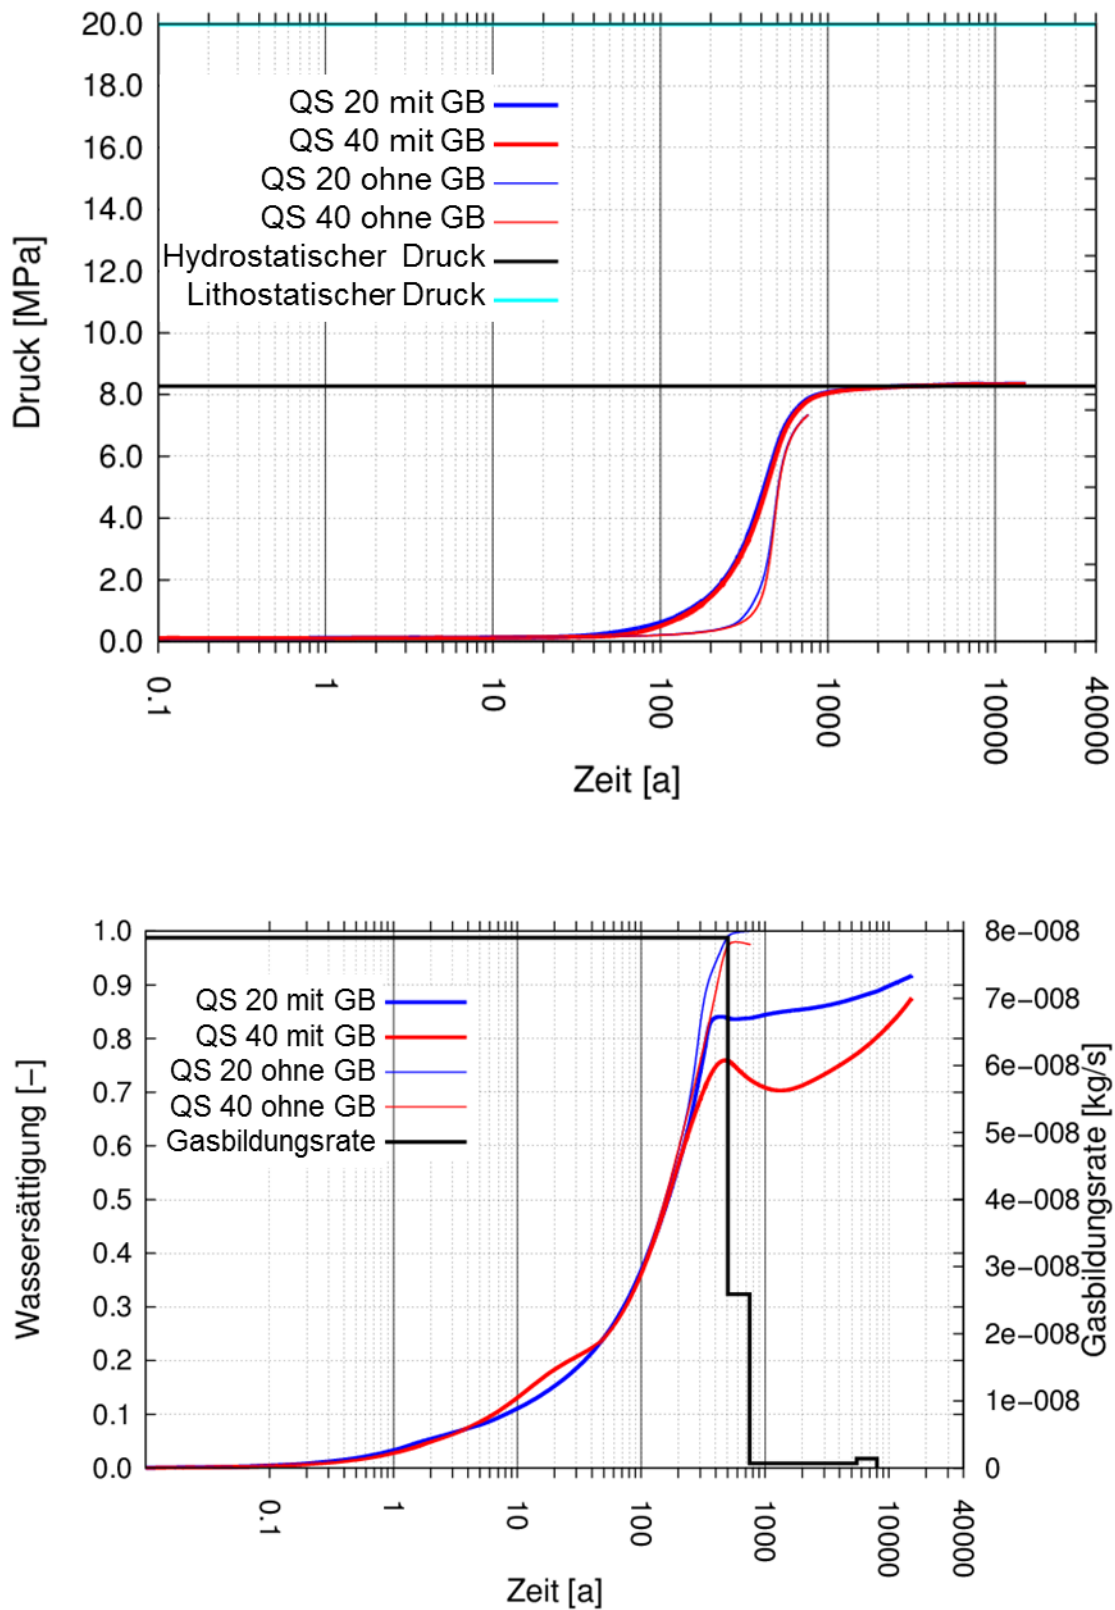 20.0
18.0
16.0
14.0
12.0
10.0
8.0
6.0
4.0
2.0
0.0
Druck [MPa]
QS 20 mit GB
QS 40 mit GB
QS 20 ohne GB
QS 40 ohne GB
Hydrostatischer Druck
Lithostatischer Druck
0.1
1
10
100
1000
10000
40000
Zeit [a]
1.0
0.9
0.8
0.7
0.6
0.5
0.4
0.3
0.2
0.1
0.0
Wassersättigung [−]
QS 20 mit GB
QS 40 mit GB
QS 20 ohne GB
QS 40 ohne GB
Gasbildungsrate
8e−008
7e−008
6e−008
5e−008
4e−008
3e−008
2e−008
1e−008
0
Gasbildungsrate [kg/s]
0.1
1
10
100
1000
10000
40000
Zeit [a]